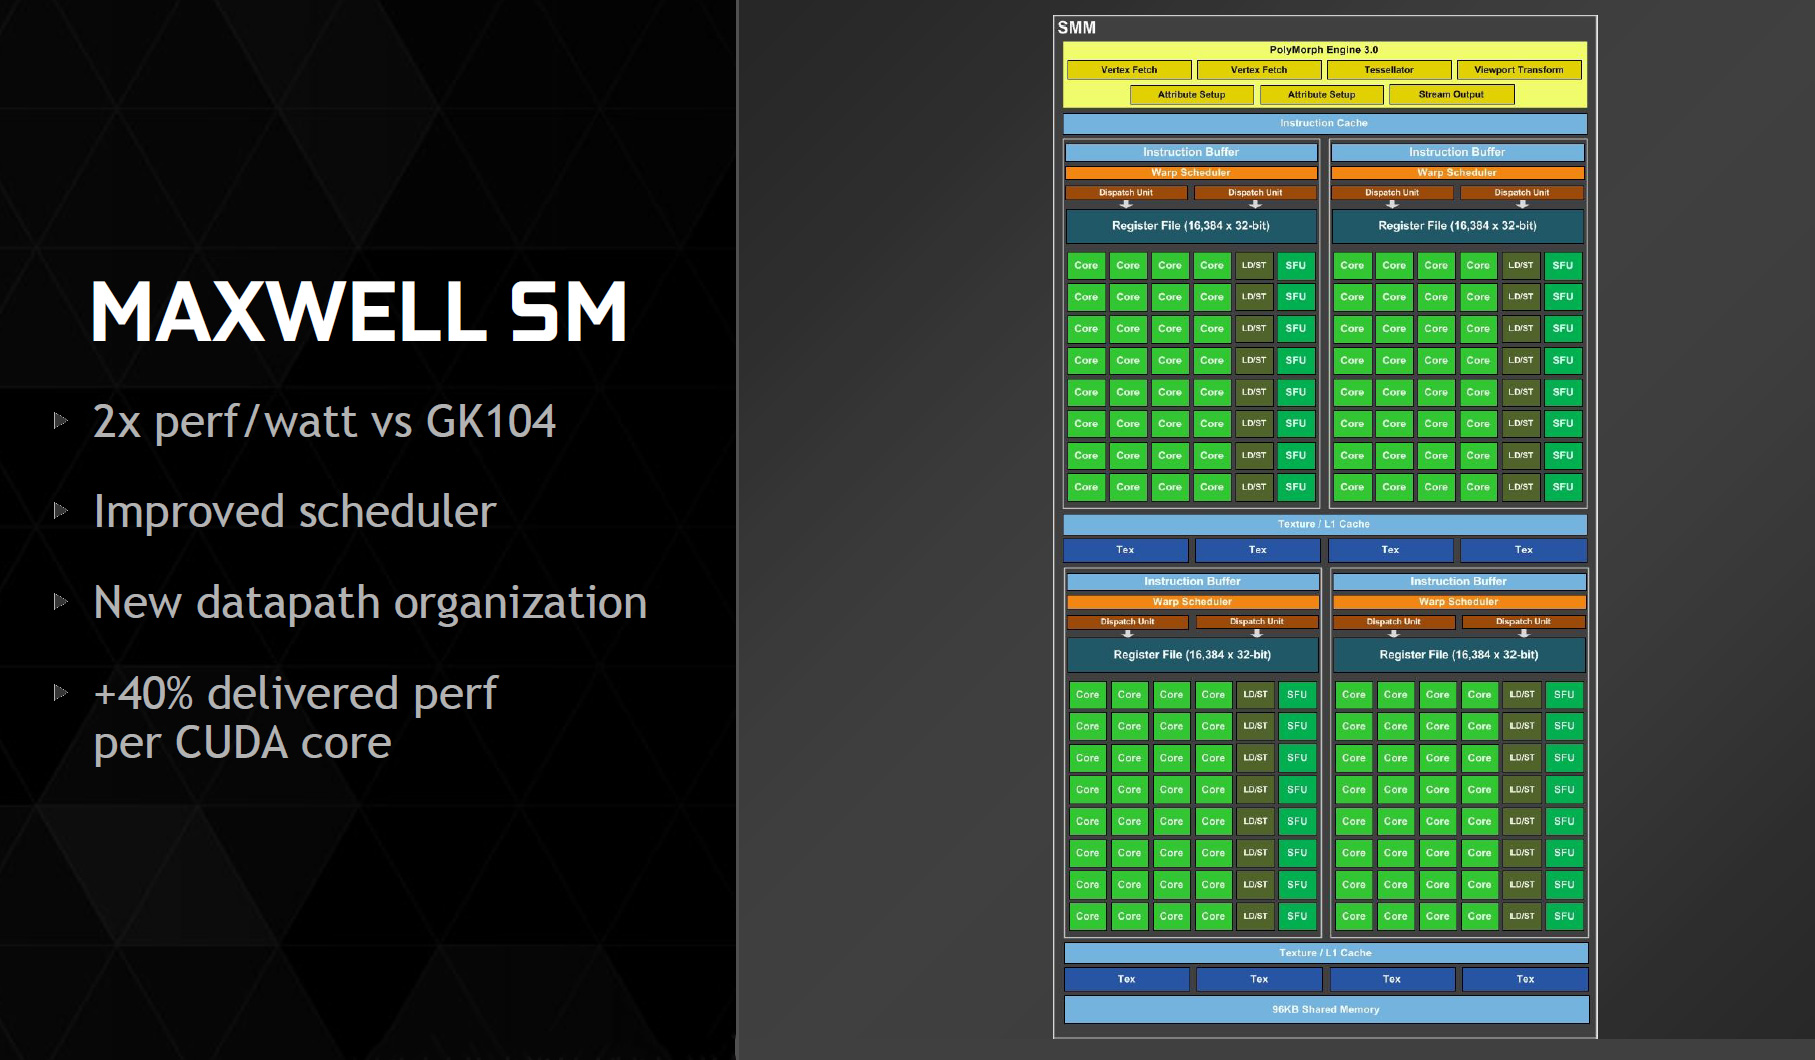 MAXWELL SM
2x perf/watt vs GK104
Improved scheduler
New datapath organization
+40% delivered perf
per CUDA core
SMM
PolyMorph Engine 3.0
Vertex Fetch Vertex Fetch Tessellator Viewport Transform
Attribute Setup Attribute Setup Stream Output
Instruction Cache
Instruction Buffer Instruction Buffer
Warp Scheduler Warp Scheduler
Dispatch Unit Dispatch Unit Dispatch Unit Dispatch Unit
Register File (16,384 x 32-bit) Register File (16,384 x 32-bit)
Core Core Core Core LD/ST SFU Core Core Core Core LD/ST SFU
Core Core Core Core LD/ST SFU Core Core Core Core LD/ST SFU
Core Core Core Core LD/ST SFU Core Core Core Core LD/ST SFU
Core Core Core Core LD/ST SFU Core Core Core Core LD/ST SFU
Core Core Core Core LD/ST SFU Core Core Core Core LD/ST SFU
Core Core Core Core LD/ST SFU Core Core Core Core LD/ST SFU
Core Core Core Core LD/ST SFU Core Core Core Core LD/ST SFU
Core Core Core Core LD/ST SFU Core Core Core Core LD/ST SFU
Texture / L1 Cache
Tex Tex Tex Tex
Instruction Buffer Instruction Buffer
Warp Scheduler Warp Scheduler
Dispatch Unit Dispatch Unit Dispatch Unit Dispatch Unit
Register File (16,384 x 32-bit) Register File (16,384 x 32-bit)
Core Core Core Core LD/ST SFU Core Core Core Core LD/ST SFU
Core Core Core Core LD/ST SFU Core Core Core Core LD/ST SFU
Core Core Core Core LD/ST SFU Core Core Core Core LD/ST SFU
Core Core Core Core LD/ST SFU Core Core Core Core LD/ST SFU
Core Core Core Core LD/ST SFU Core Core Core Core LD/ST SFU
Core Core Core Core LD/ST SFU Core Core Core Core LD/ST SFU
Core Core Core Core LD/ST SFU Core Core Core Core LD/ST SFU
Core Core Core Core LD/ST SFU Core Core Core Core LD/ST SFU
Texture / L1 Cache
Tex Tex Tex Tex
96KB Shared Memory